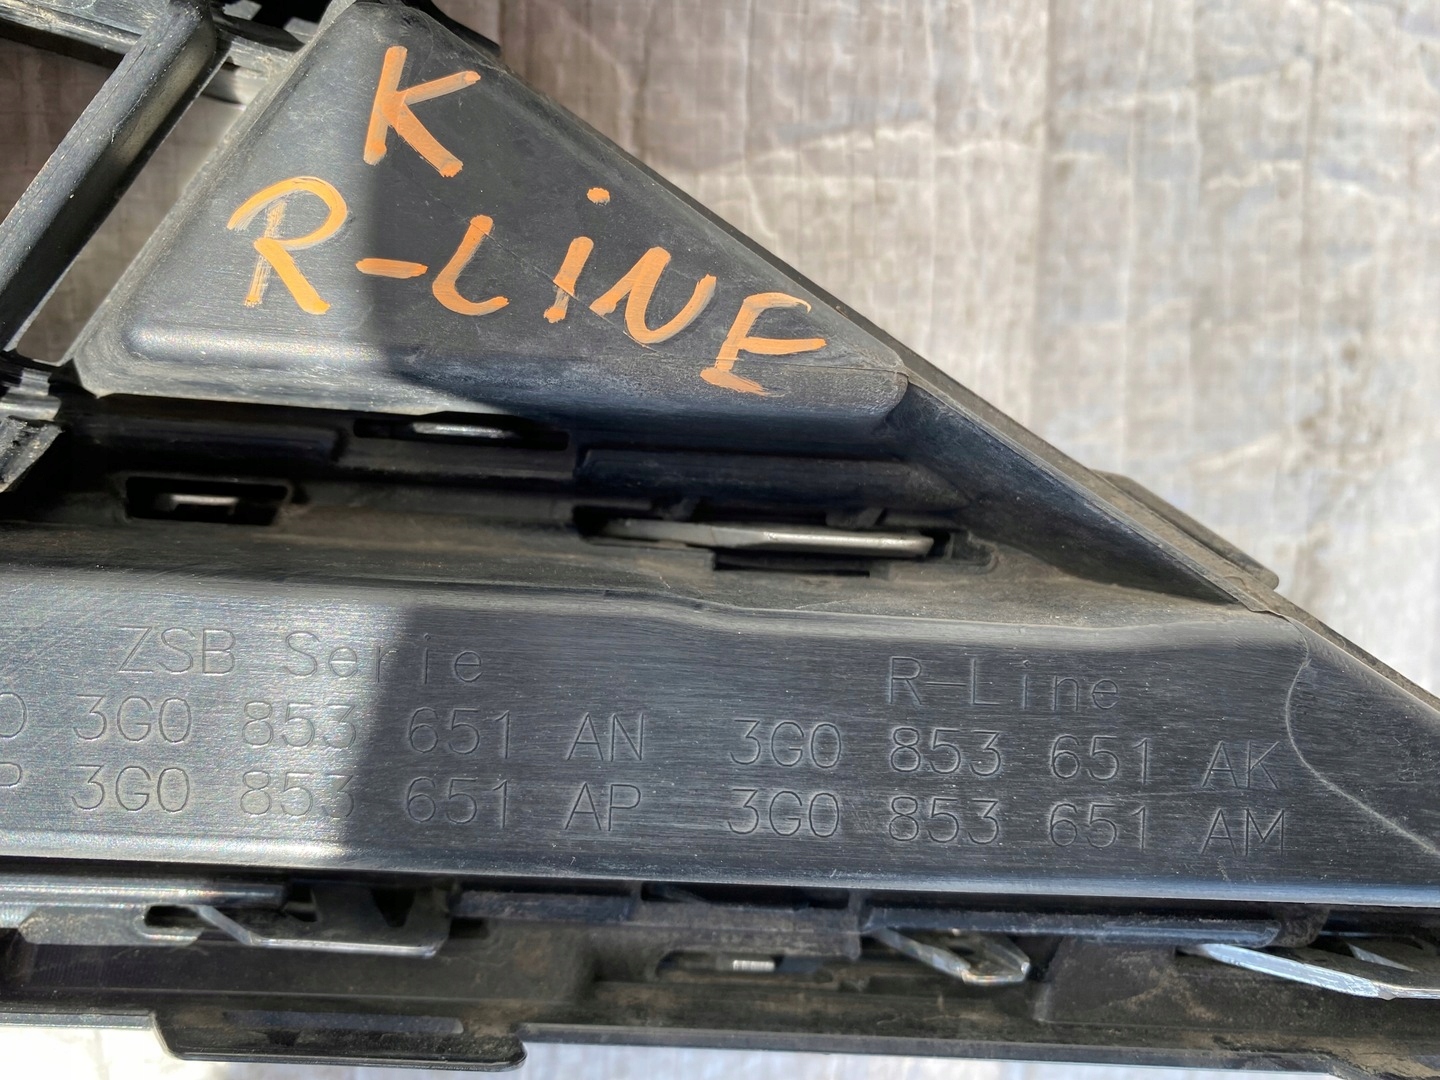 K
R-LiNE
ZSB Serie R-Line
3G0 853 651 AN 3G0 853 651 AK
P 3G0 853 651 AP 3G0 853 651 AM